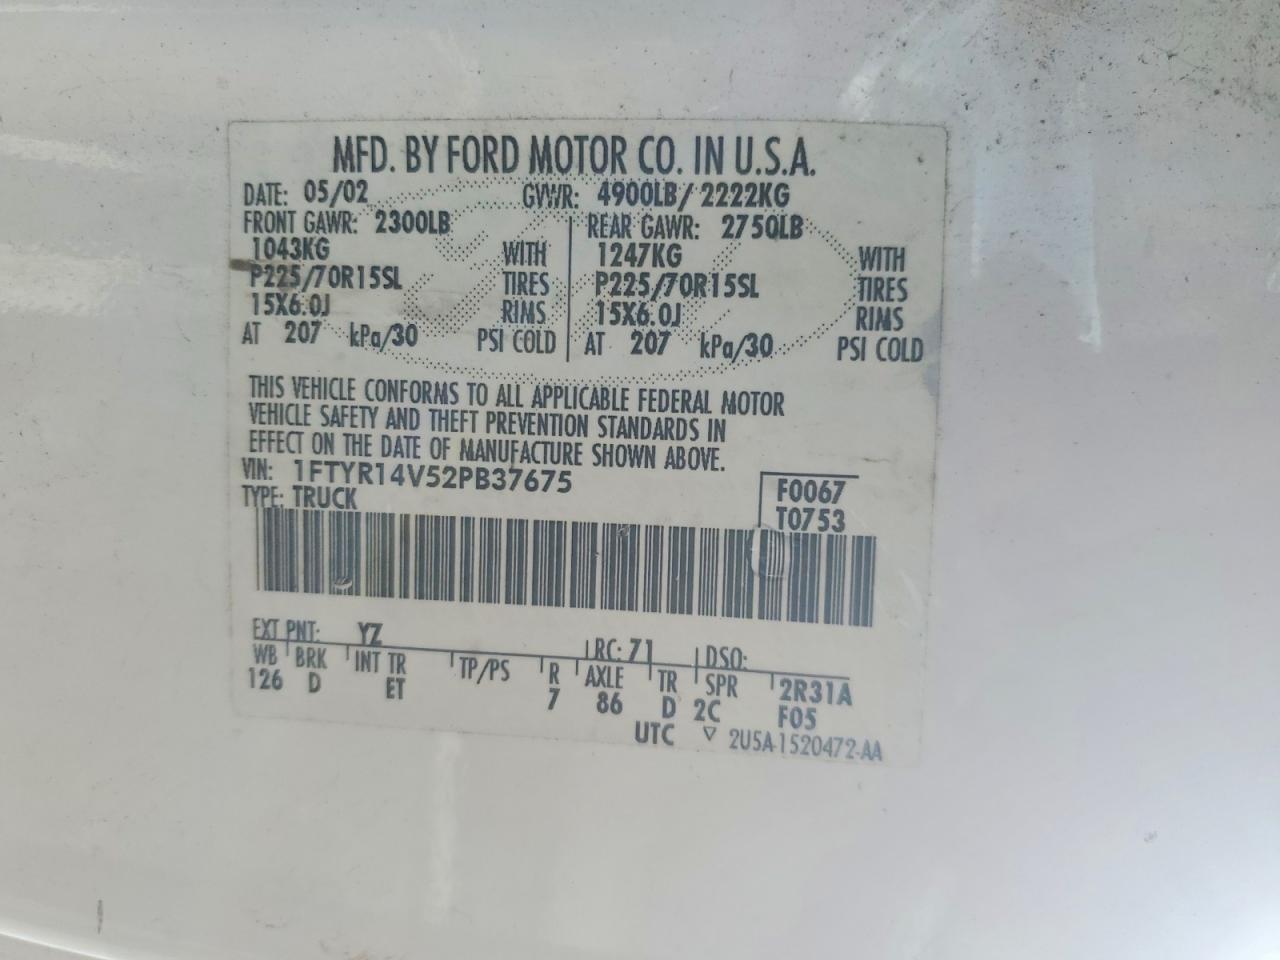 MFD. BY FORD MOTOR CO. IN U.S.A.
DATE: 05/02 GVWR: 4900LB/ 2222KG
FRONT GAWR: 2300LB REAR GAWR: 2750LB
1043KG WITH 1247KG WITH
P225/70R15SL TIRES P225/70R15SL TIRES
15X6.0J RIMS 15X6.0J RIMS
AT 207 kPa/30 PSI COLD AT 207 kPa/30 PSI COLD
THIS VEHICLE CONFORMS TO ALL APPLICABLE FEDERAL MOTOR
VEHICLE SAFETY AND THEFT PREVENTION STANDARDS IN
EFFECT ON THE DATE OF MANUFACTURE SHOWN ABOVE.
VIN: 1FTYR14V52PB37675 F0067
TYPE: TRUCK T0753
EXT PNT: YZ RC: 71 DSO:
WB BRK INT TR TP/PS R AXLE TR SPR 2R31A
126 D ET 7 86 D 2C F05
UTC ▽ 2U5A-1520472-AA